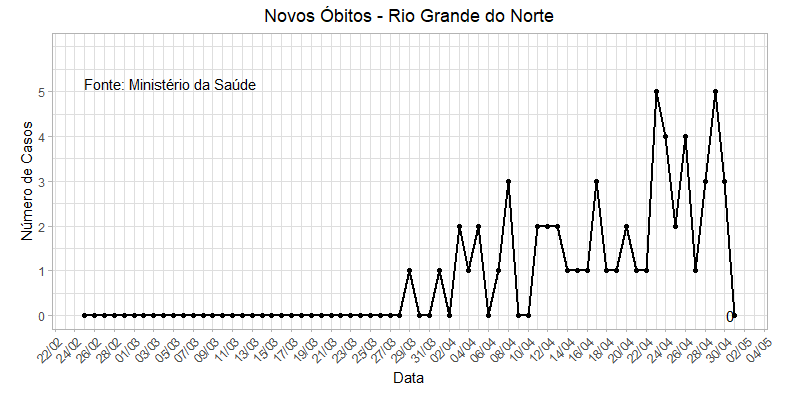 Novos Óbitos - Rio Grande do Norte
Fonte: Ministério da Saúde
Número de Casos
5
4
3
2
1
0
0
22/02 24/02 26/02 28/02 01/03 03/03 05/03 07/03 09/03 11/03 13/03 15/03 17/03 19/03 21/03 23/03 25/03 27/03 29/03 31/03 02/04 04/04 06/04 08/04 10/04 12/04 14/04 16/04 18/04 20/04 22/04 24/04 26/04 28/04 30/04 02/05 04/05
Data